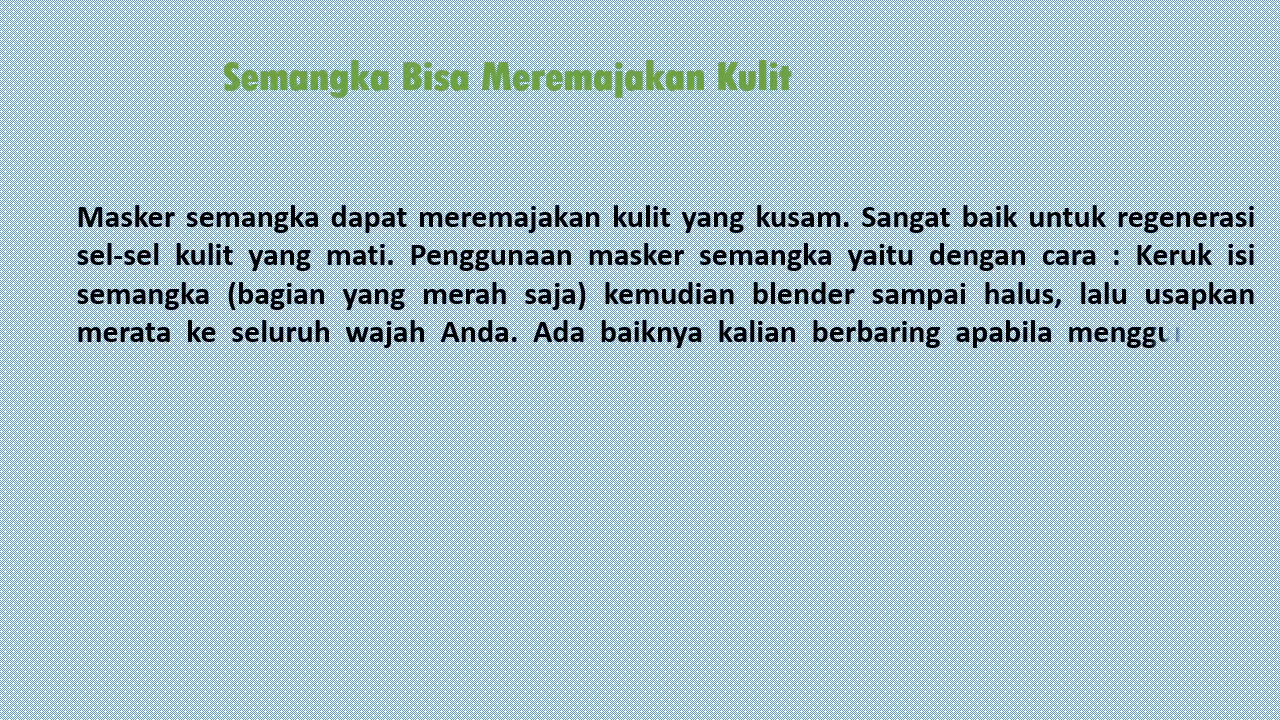 Semangka Bisa Meremajakan Kulit
Masker semangka dapat meremajakan kulit yang kusam. Sangat baik untuk regenerasi
sel-sel kulit yang mati. Penggunaan masker semangka yaitu dengan cara : Keruk isi
semangka (bagian yang merah saja) kemudian blender sampai halus, lalu usapkan
merata ke seluruh wajah Anda. Ada baiknya kalian berbaring apabila